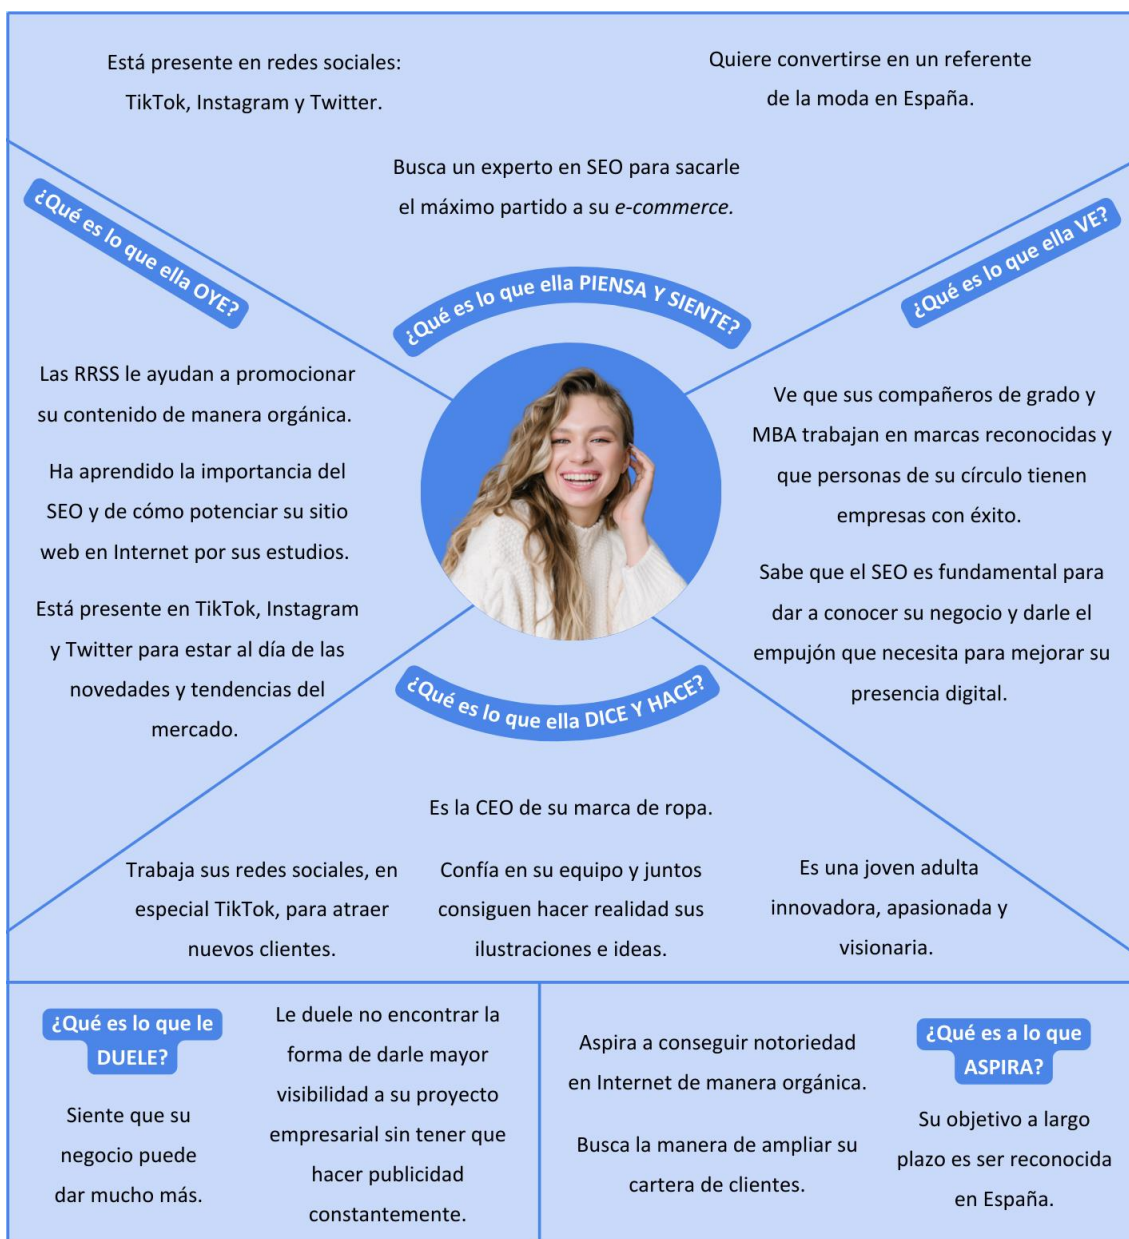 Está presente en redes sociales:
TikTok, Instagram y Twitter.
Quiere convertirse en un referente
de la moda en España.
Busca un experto en SEO para sacarle
el máximo partido a su e-commerce.
¿Qué es lo que ella PIENSA Y SIENTE?
¿Qué es lo que ella OYE?
Las RRSS le ayudan a promocionar
su contenido de manera orgánica.
Ha aprendido la importancia del
SEO y de cómo potenciar su sitio
web en Internet por sus estudios.
Está presente en TikTok, Instagram
y Twitter para estar al día de las
novedades y tendencias del
mercado.
¿Qué es lo que ella VE?
Ve que sus compañeros de grado y
MBA trabajan en marcas reconocidas y
que personas de su círculo tienen
empresas con éxito.
Sabe que el SEO es fundamental para
dar a conocer su negocio y darle el
empujón que necesita para mejorar su
presencia digital.
¿Qué es lo que ella DICE Y HACE?
Es la CEO de su marca de ropa.
Trabaja sus redes sociales, en
especial TikTok, para atraer
nuevos clientes.
Confía en su equipo y juntos
consiguen hacer realidad sus
ilustraciones e ideas.
Es una joven adulta
innovadora, apasionada y
visionaria.
¿Qué es lo que le
DUELE?
Siente que su
negocio puede
dar mucho más.
Le duele no encontrar la
forma de darle mayor
visibilidad a su proyecto
empresarial sin tener que
hacer publicidad
constantemente.
Aspira a conseguir notoriedad
en Internet de manera orgánica.
Busca la manera de ampliar su
cartera de clientes.
¿Qué es a lo que
ASPIRA?
Su objetivo a largo
plazo es ser reconocida
en España.